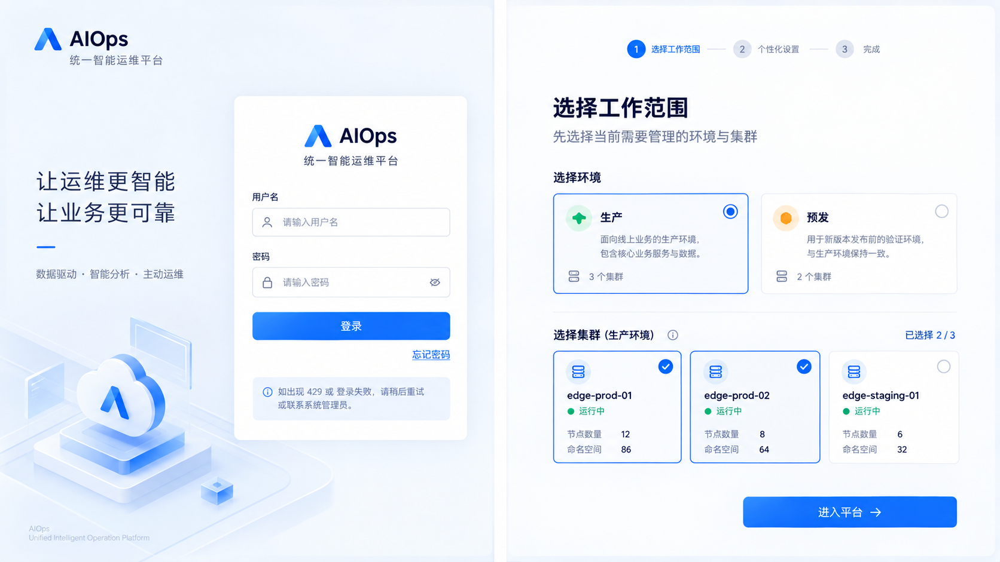 AIOps
统一智能运维平台
让运维更智能
让业务更可靠
数据驱动 · 智能分析 · 主动运维
AIOps
Unified Intelligent Operation Platform
AIOps
统一智能运维平台
用户名
请输入用户名
密码
请输入密码
登录
忘记密码
如出现 429 或 登录失败，请稍后重试
或联系系统管理员。
1 选择工作范围 2 个性化设置 3 完成
选择工作范围
先选择当前需要管理的环境与集群
选择环境
生产
面向线上业务的生产环境，
包含核心业务服务与数据。
3 个集群
预发
用于新版本发布前的验证环境，
与生产环境保持一致。
2 个集群
选择集群 (生产环境) 已选择 2 / 3
edge-prod-01
运行中
节点数量 12
命名空间 86
edge-prod-02
运行中
节点数量 8
命名空间 64
edge-staging-01
运行中
节点数量 6
命名空间 32
进入平台 →